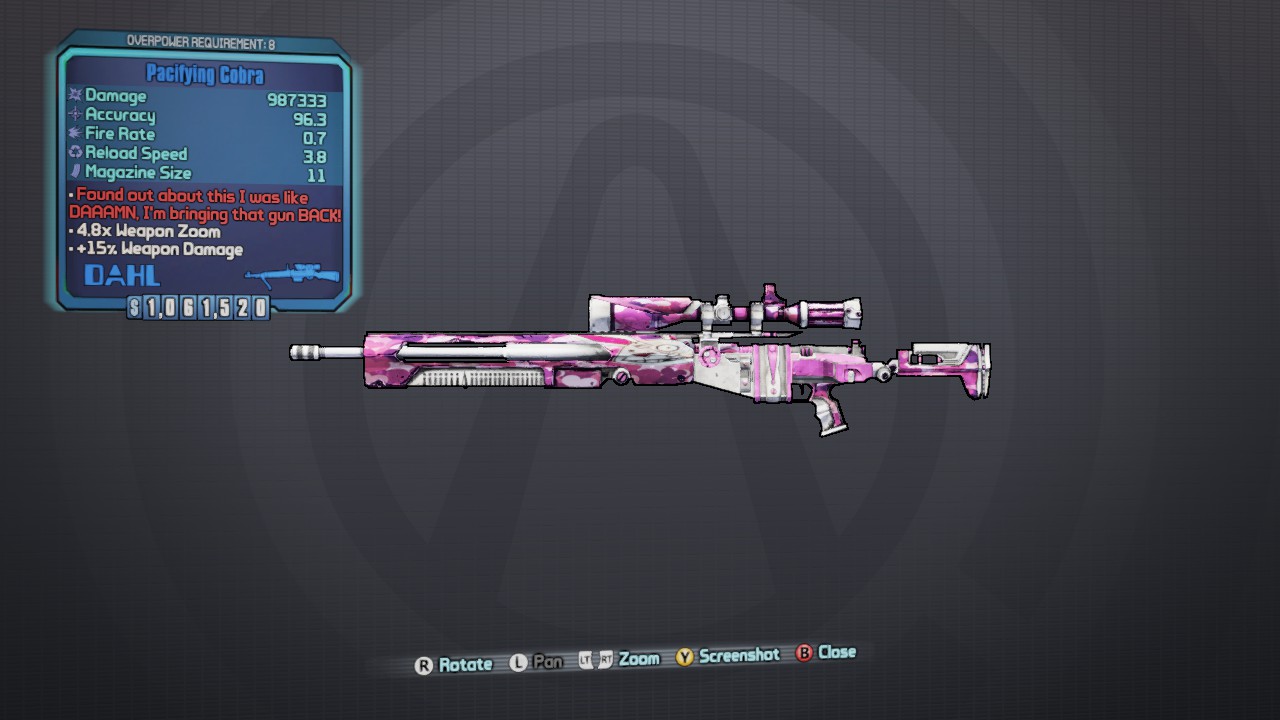 OVERPOWER REQUIREMENT: 8
Pacifying Cobra
Damage 987333
Accuracy 96.3
Fire Rate 0.7
Reload Speed 3.8
Magazine Size 11
• Found out about this I was like
DAAAMN, I'm bringing that gun BACK!
• 4.8x Weapon Zoom
• +15% Weapon Damage
DAHL
$1,061,520
R Rotate L Pan LT RT Zoom Y Screenshot B Close